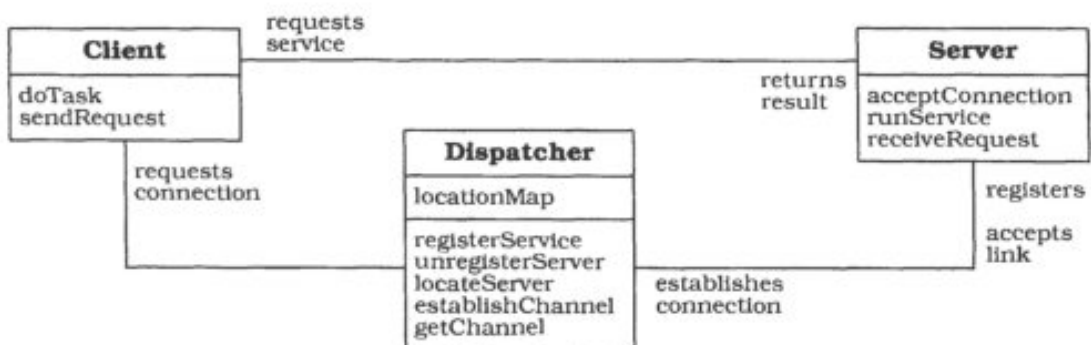 requests
service
Client
doTask
sendRequest
Server
acceptConnection
runService
receiveRequest
returns
result
requests
connection
Dispatcher
locationMap
registerService
unregisterServer
locateServer
establishChannel
getChannel
registers
accepts
link
establishes
connection